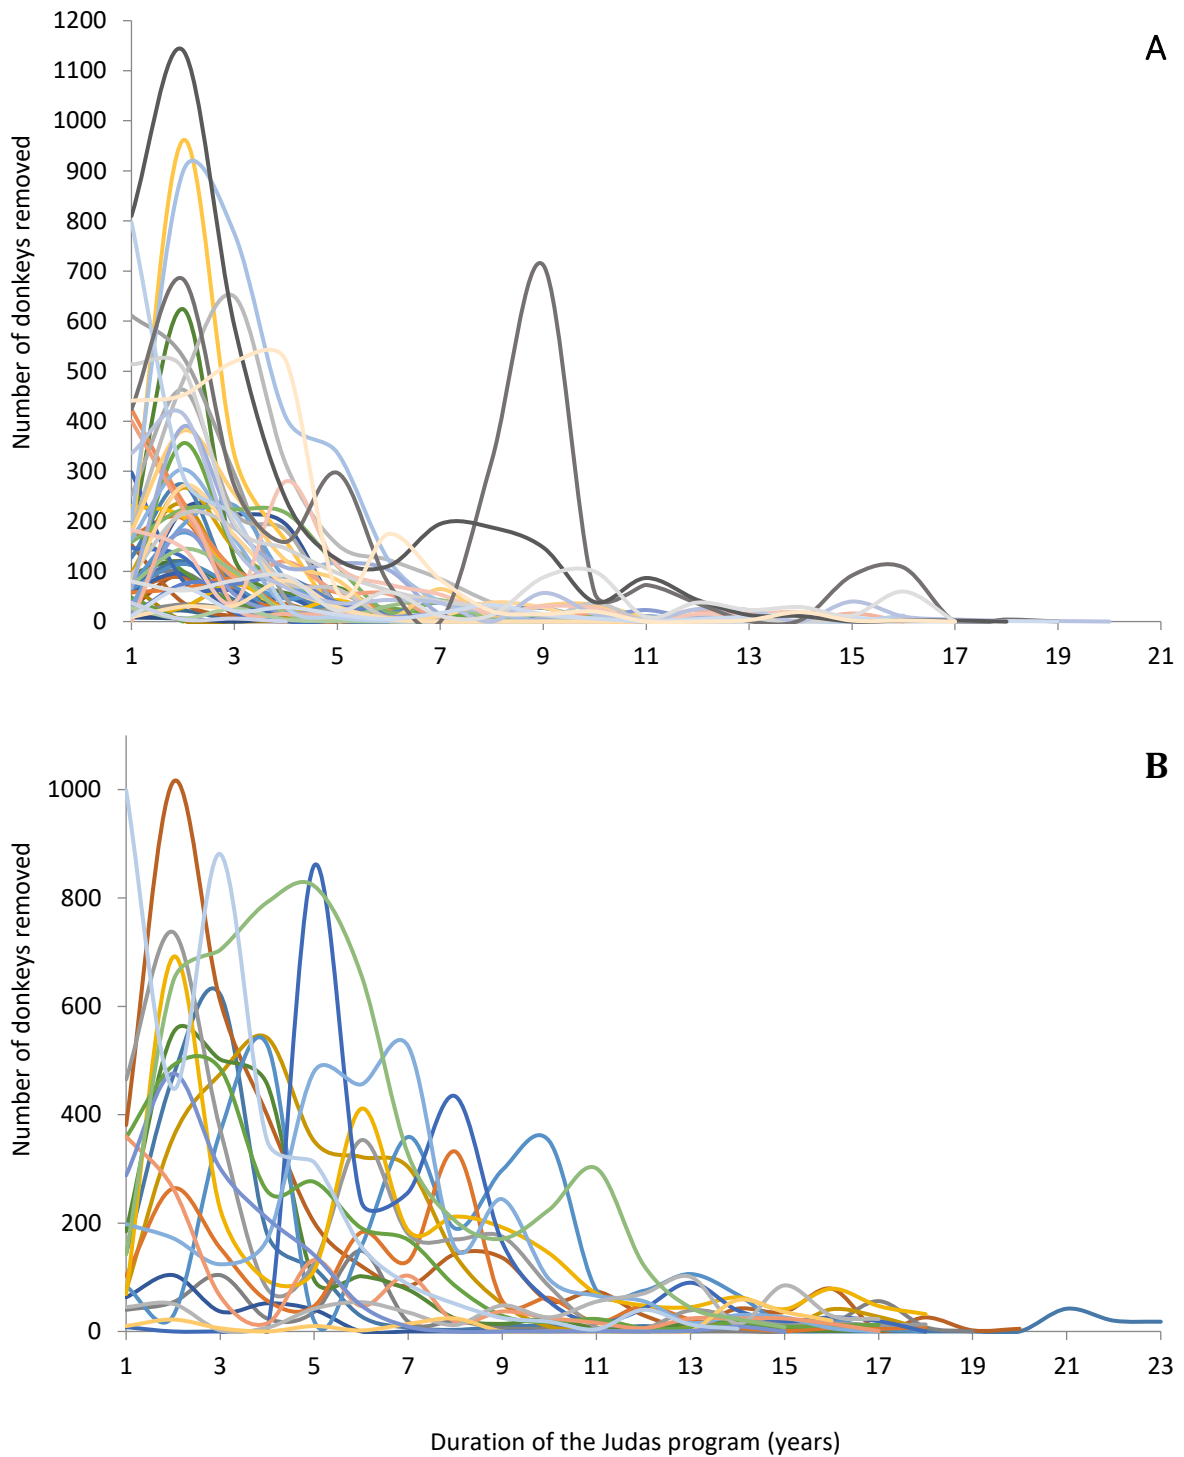 A
Number of donkeys removed
1200
1100
1000
900
800
700
600
500
400
300
200
100
0
1 3 5 7 9 11 13 15 17 19 21
B
Number of donkeys removed
1000
800
600
400
200
0
1 3 5 7 9 11 13 15 17 19 21 23
Duration of the Judas program (years)